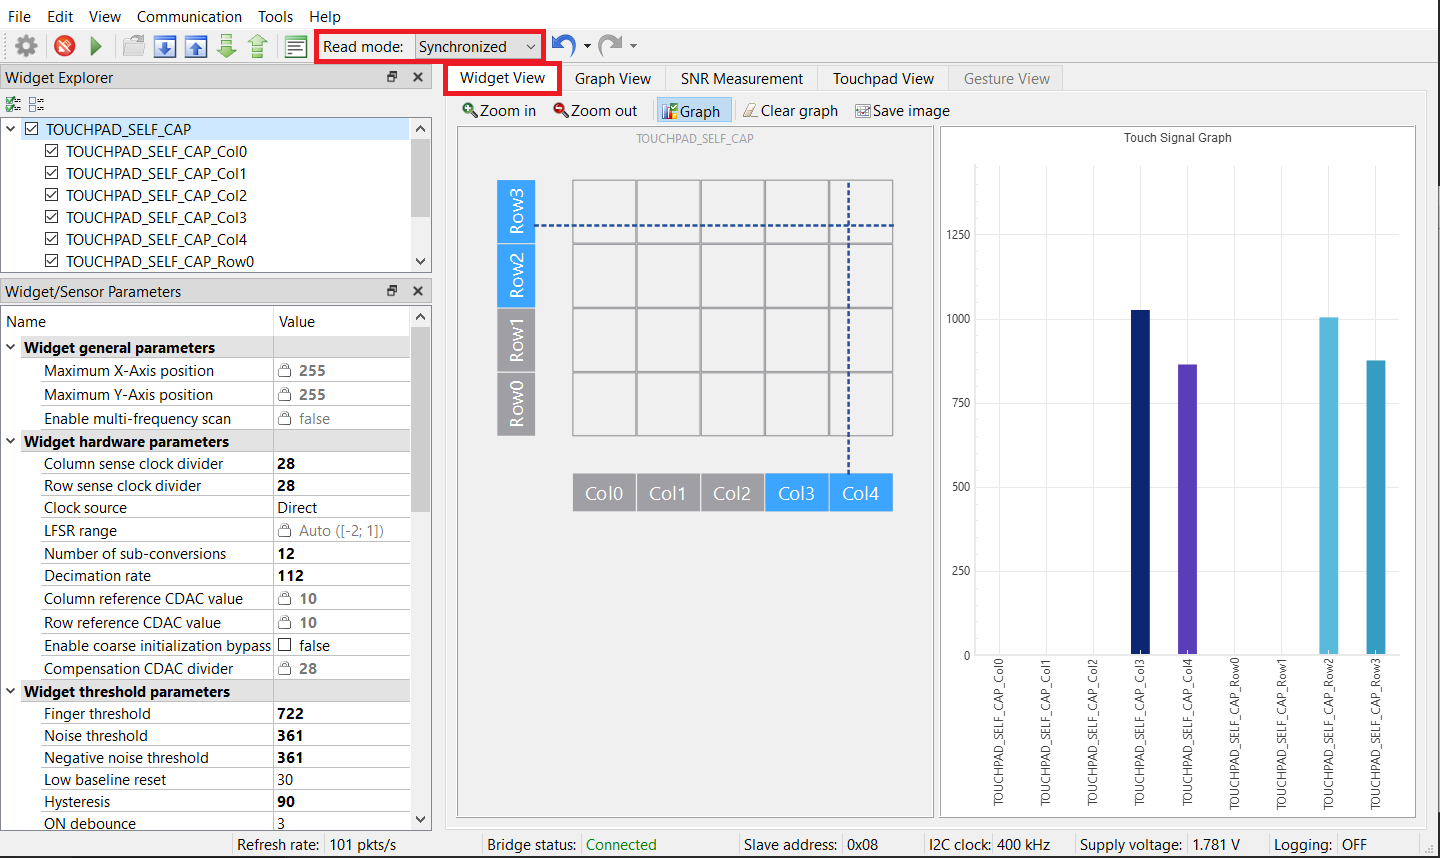 File Edit View Communication Tools Help
Read mode: Synchronized
Widget Explorer
TOUCHPAD_SELF_CAP
TOUCHPAD_SELF_CAP_Col0
TOUCHPAD_SELF_CAP_Col1
TOUCHPAD_SELF_CAP_Col2
TOUCHPAD_SELF_CAP_Col3
TOUCHPAD_SELF_CAP_Col4
TOUCHPAD_SELF_CAP_Row0
Widget/Sensor Parameters
Name Value
Widget general parameters
Maximum X-Axis position 255
Maximum Y-Axis position 255
Enable multi-frequency scan false
Widget hardware parameters
Column sense clock divider 28
Row sense clock divider 28
Clock source Direct
LFSR range Auto ([-2; 1])
Number of sub-conversions 12
Decimation rate 112
Column reference CDAC value 10
Row reference CDAC value 10
Enable coarse initialization bypass false
Compensation CDAC divider 28
Widget threshold parameters
Finger threshold 722
Noise threshold 361
Negative noise threshold 361
Low baseline reset 30
Hysteresis 90
ON debounce 3
Widget View Graph View SNR Measurement Touchpad View Gesture View
Zoom in Zoom out Graph Clear graph Save image
TOUCHPAD_SELF_CAP
Row3
Row2
Row1
Row0
Col0 Col1 Col2 Col3 Col4
Touch Signal Graph
1250
1000
750
500
250
0
TOUCHPAD_SELF_CAP_Col0
TOUCHPAD_SELF_CAP_Col1
TOUCHPAD_SELF_CAP_Col2
TOUCHPAD_SELF_CAP_Col3
TOUCHPAD_SELF_CAP_Col4
TOUCHPAD_SELF_CAP_Row0
TOUCHPAD_SELF_CAP_Row1
TOUCHPAD_SELF_CAP_Row2
TOUCHPAD_SELF_CAP_Row3
Refresh rate: 101 pkts/s Bridge status: Connected Slave address: 0x08 I2C clock: 400 kHz Supply voltage: 1.781 V Logging: OFF